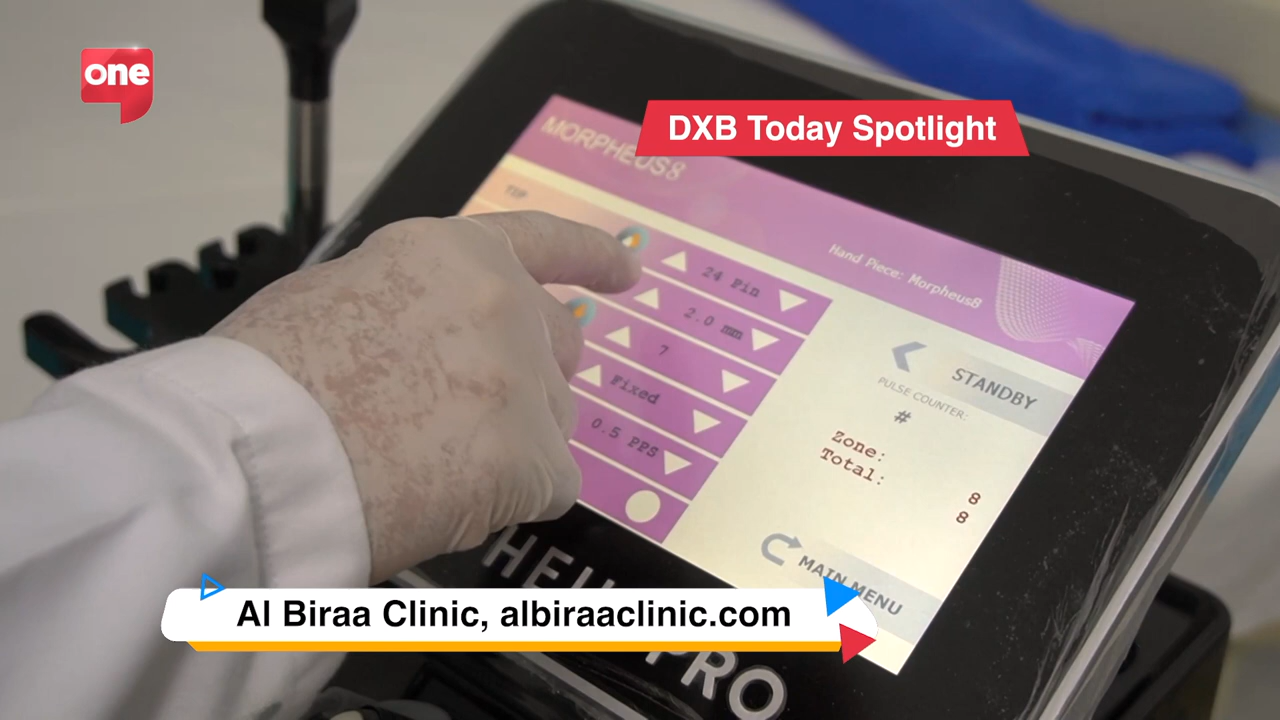 one
DXB Today Spotlight
MORPHEUS8
Hand Piece: Morpheus8
TIP
24 Pin
2.0 mm
7
Fixed
0.5 PPS
STANDBY
PULSE COUNTER:
#
Zone:
Total:
8
8
MAIN MENU
PRO
Al Biraa Clinic, albiraaclinic.com